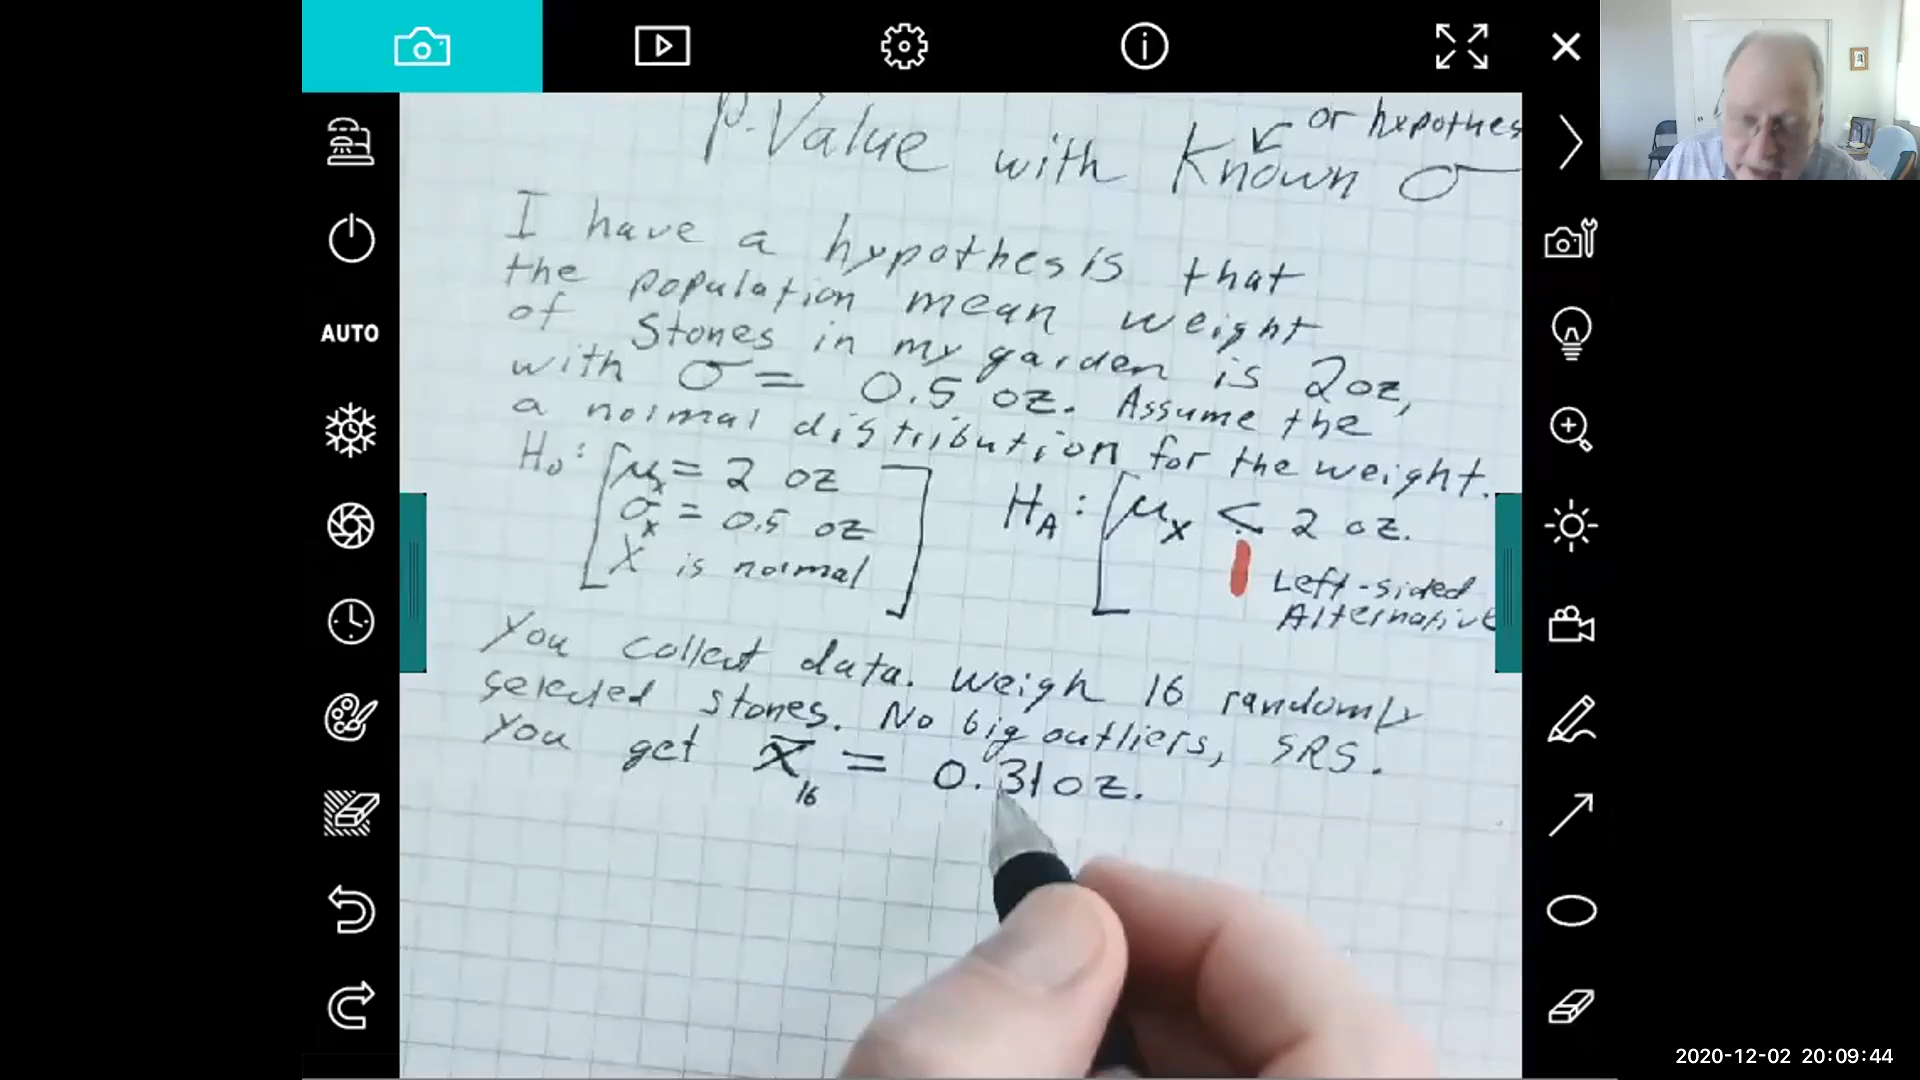 P-Value with Known σ
or hypothes
I have a hypothesis that
the population mean weight
of stones in my garden is 2oz,
with σ = 0.5 oz. Assume the
a normal distribution for the weight.
H₀: [μₓ = 2 oz
σₓ = 0.5 oz
X is normal]
H_A: [μₓ < 2 oz.
Left-sided
Alternative
You collect data. Weigh 16 randomly
selected stones. No big outliers, SRS.
You get x̄₁₆ = 0.31oz.
AUTO
2020-12-02 20:09:44